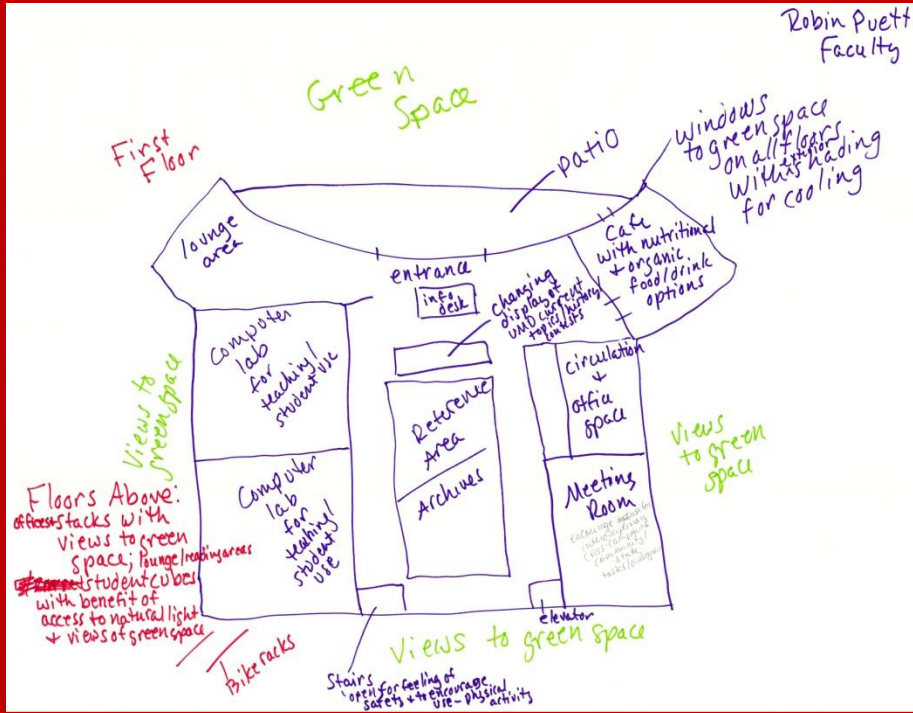 Robin Puett
Faculty
Green
Space
First
Floor
patio
windows
to green space
on all floors
with exterior shading
for cooling
lounge
area
entrance
info
desk
changing
display of
UMD current
topics/history/
contests
Cafe
with nutritional
+ organic
food/drink
options
Computer
lab
for
teaching/
student use
Reference
Area
Archives
circulation
+
office
space
Views to
green space
Views
to green
space
Computer
lab
for
teaching/
student
use
Meeting
Room
encourage
community/
state
Floors Above:
offices + stacks with
views to green
space; lounge/reading areas
student cubes
with benefit of
access to natural light
+ views of green space
Bike racks
elevator
Views to green space
Stairs
open for feeling of
safety + to encourage
use - physical
activity